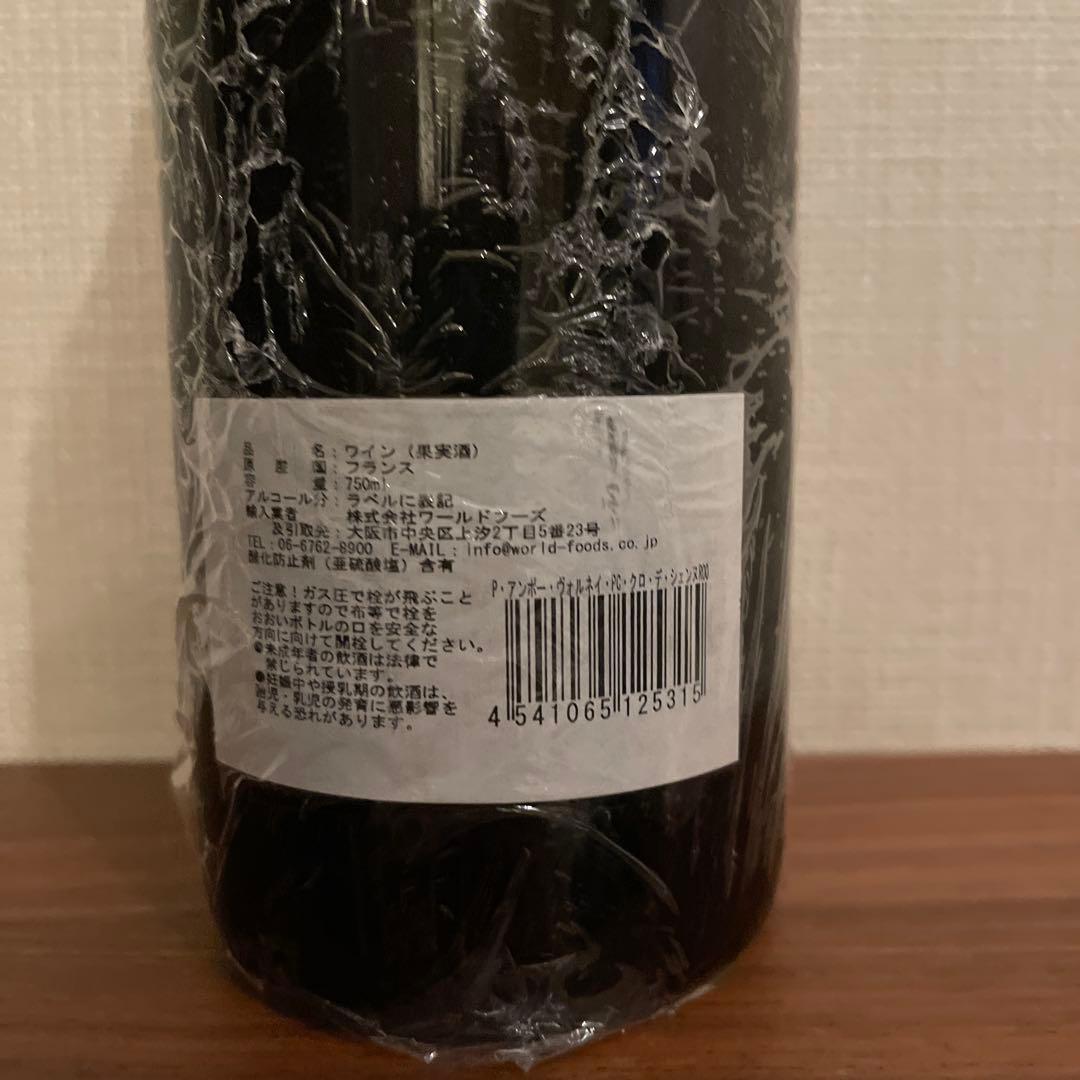 品名：ワイン（果実酒）
原産国：フランス
容量：750ml
アルコール分：ラベルに表記
輸入業者 株式会社ワールドフーズ
及引取先：大阪市中央区上汐2丁目5番23号
TEL：06-6762-8900 E-MAIL：info@world-foods.co.jp
酸化防止剤（亜硫酸塩）含有
P・アンポー・ヴォルネイ・PC・クロ・デ・シェンヌR00
ご注意！ガス圧で栓が飛ぶこと
がありますので布等で栓を
おおいボトルの口を安全な
方向に向けて開栓してください。
●未成年者の飲酒は法律で
禁じられています。
●妊娠中や授乳期の飲酒は、
胎児・乳児の発育に悪影響を
与える恐れがあります。
4 541065 125315